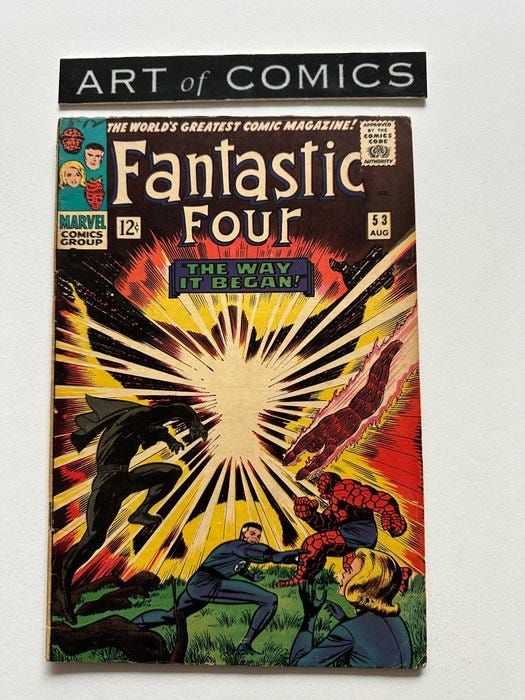 ART of COMICS
THE WORLD'S GREATEST COMIC MAGAZINE!
APPROVED
BY THE
COMICS
CODE
AUTHORITY
Fantastic
FOUR
MARVEL
COMICS
GROUP
12¢
53
AUG
IND.
THE WAY
IT BEGAN!